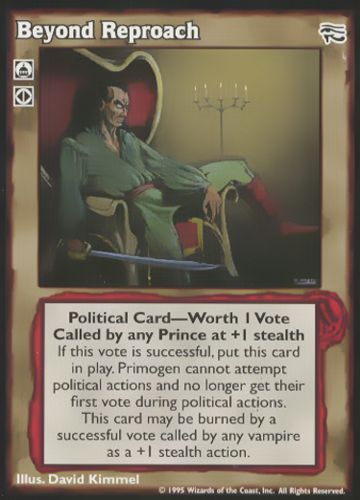 Beyond Reproach
Political Card—Worth 1 Vote
Called by any Prince at +1 stealth
If this vote is successful, put this card
in play. Primogen cannot attempt
political actions and no longer get their
first vote during political actions.
This card may be burned by a
successful vote called by any vampire
as a +1 stealth action.
Illus. David Kimmel
© 1995 Wizards of the Coast, Inc. All Rights Reserved.